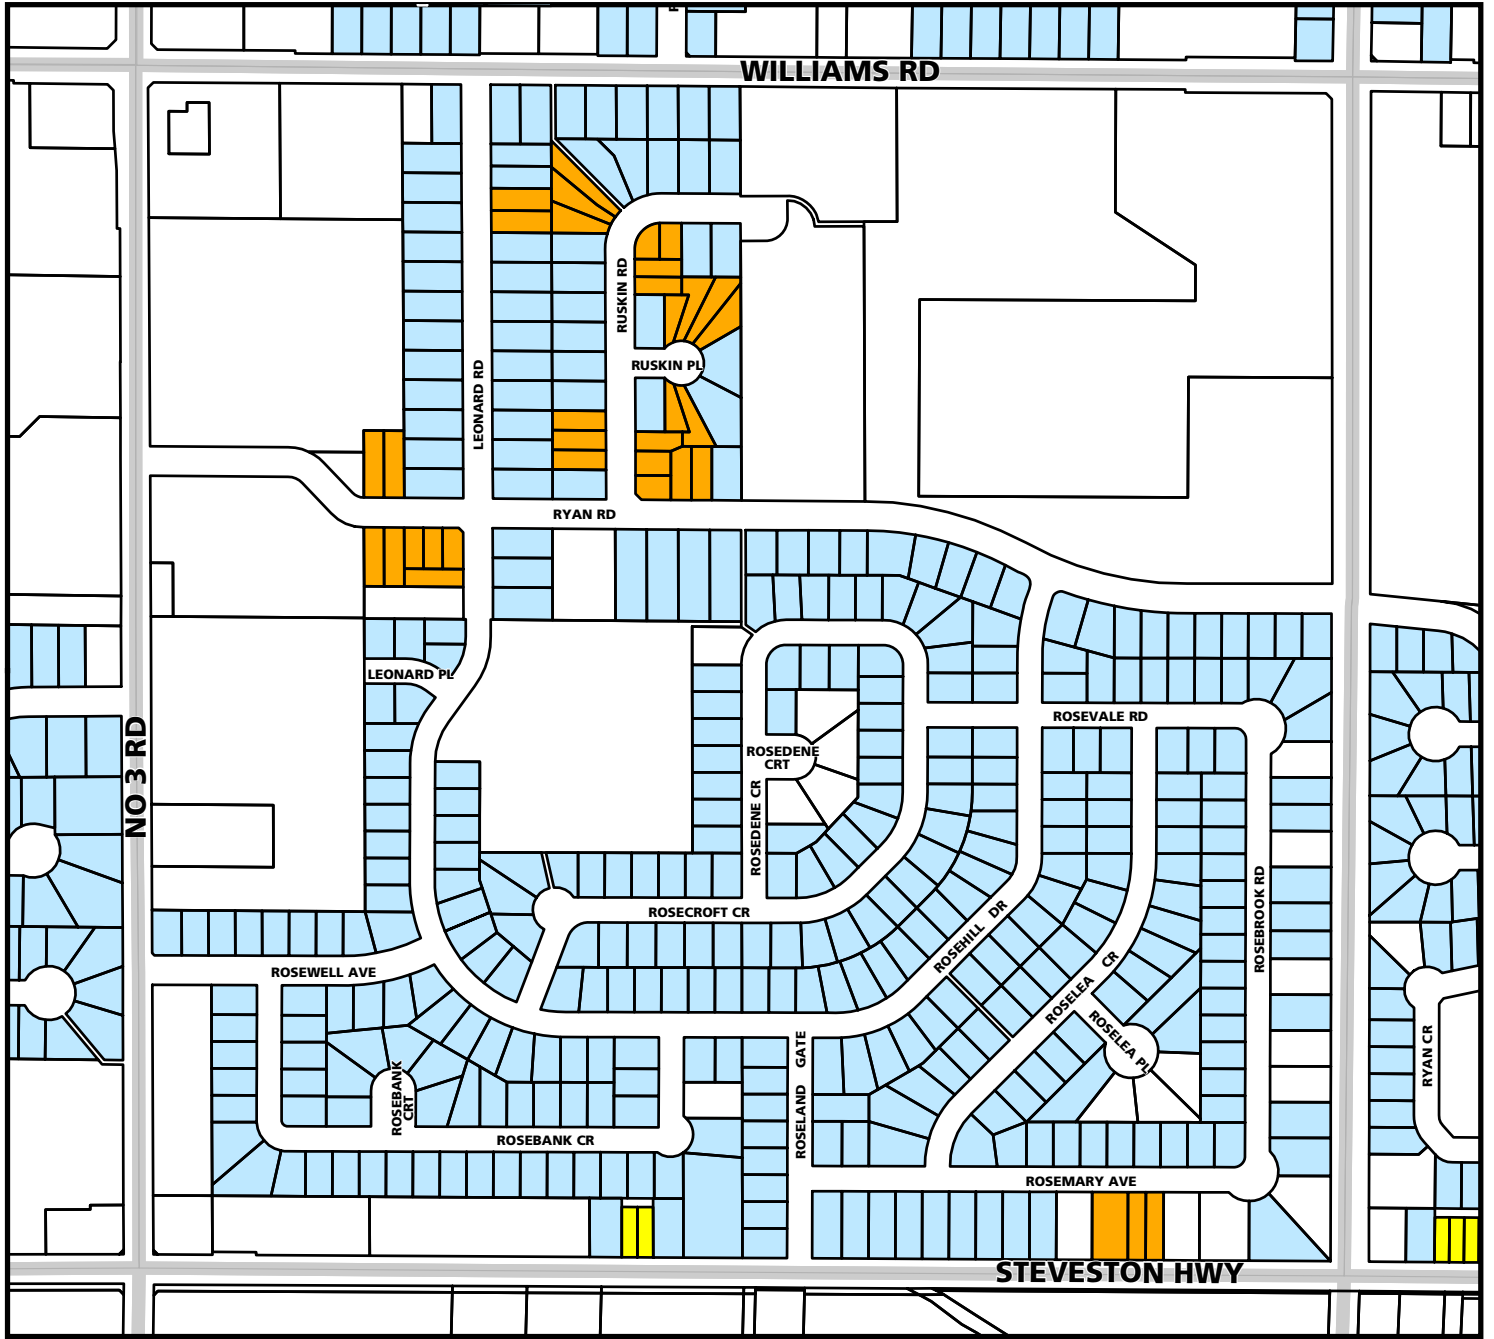 WILLIAMS RD
RUSKIN RD
RUSKIN PL
LEONARD RD
RYAN RD
LEONARD PL
NO 3 RD
ROSEVALE RD
ROSEDENE
CRT
ROSEDENE CR
ROSECROFT CR
ROSEHILL DR
ROSEBROOK RD
ROSEWELL AVE
ROSELEA CR
ROSELEA PL
ROSELAND GATE
RYAN CR
ROSEBANK
CRT
ROSEBANK CR
ROSEMARY AVE
STEVESTON HWY